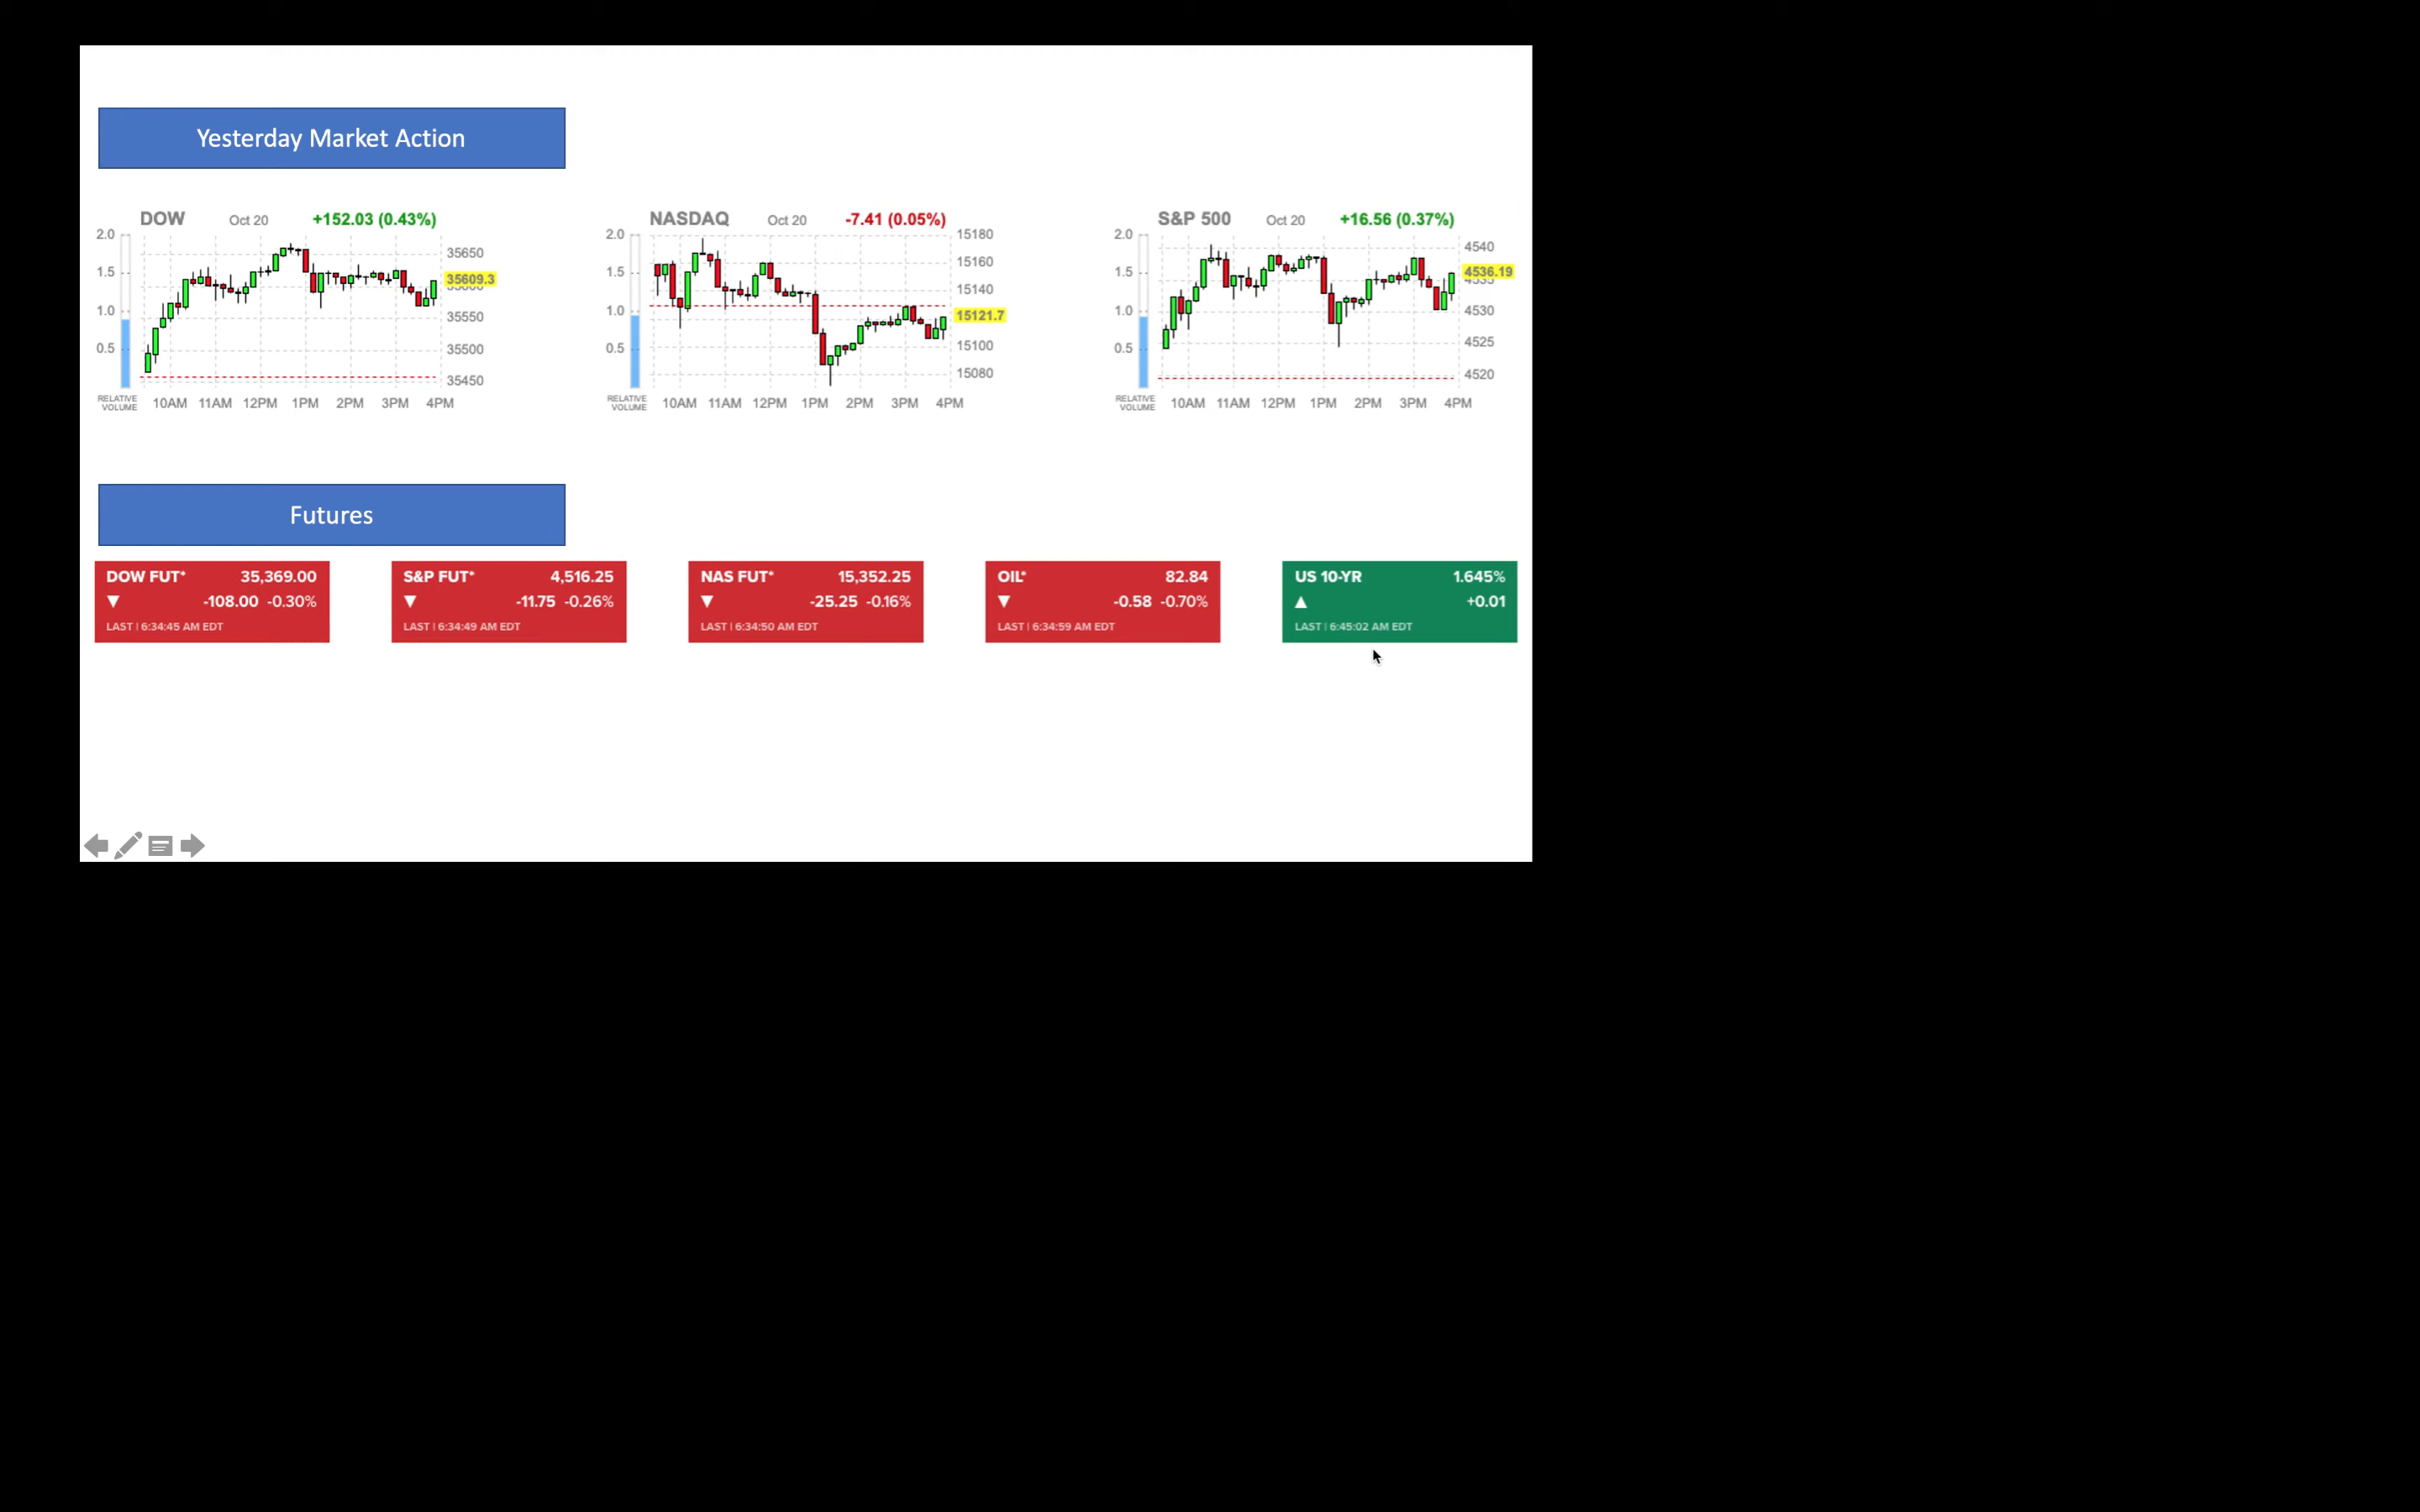 Yesterday Market Action
DOW Oct 20 +152.03 (0.43%)
2.0
1.5
1.0
0.5
35650
35609.3
35550
35500
35450
RELATIVE
VOLUME
10AM 11AM 12PM 1PM 2PM 3PM 4PM
NASDAQ Oct 20 -7.41 (0.05%)
2.0
1.5
1.0
0.5
15180
15160
15140
15121.7
15100
15080
RELATIVE
VOLUME
10AM 11AM 12PM 1PM 2PM 3PM 4PM
S&P 500 Oct 20 +16.56 (0.37%)
2.0
1.5
1.0
0.5
4540
4536.19
4535
4530
4525
4520
RELATIVE
VOLUME
10AM 11AM 12PM 1PM 2PM 3PM 4PM
Futures
DOW FUT* 35,369.00
▼ -108.00 -0.30%
LAST | 6:34:45 AM EDT
S&P FUT* 4,516.25
▼ -11.75 -0.26%
LAST | 6:34:49 AM EDT
NAS FUT* 15,352.25
▼ -25.25 -0.16%
LAST | 6:34:50 AM EDT
OIL* 82.84
▼ -0.58 -0.70%
LAST | 6:34:59 AM EDT
US 10-YR 1.645%
▲ +0.01
LAST | 6:45:02 AM EDT